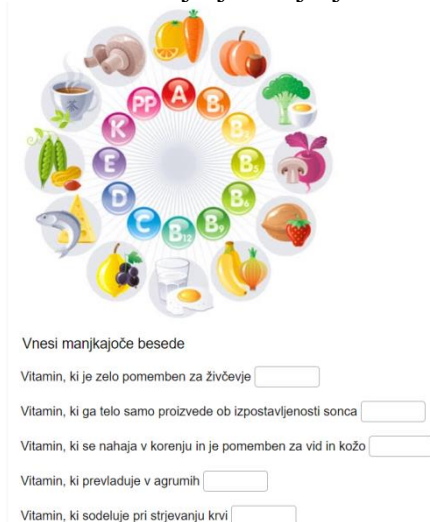 PP
A
B1
K
B2
E
B5
D
B6
C
B12
B9
Vnesi manjkajoče besede
Vitamin, ki je zelo pomemben za živčevje
Vitamin, ki ga telo samo proizvede ob izpostavljenosti sonca
Vitamin, ki se nahaja v korenju in je pomemben za vid in kožo
Vitamin, ki prevladuje v agrumih
Vitamin, ki sodeluje pri strjevanju krvi